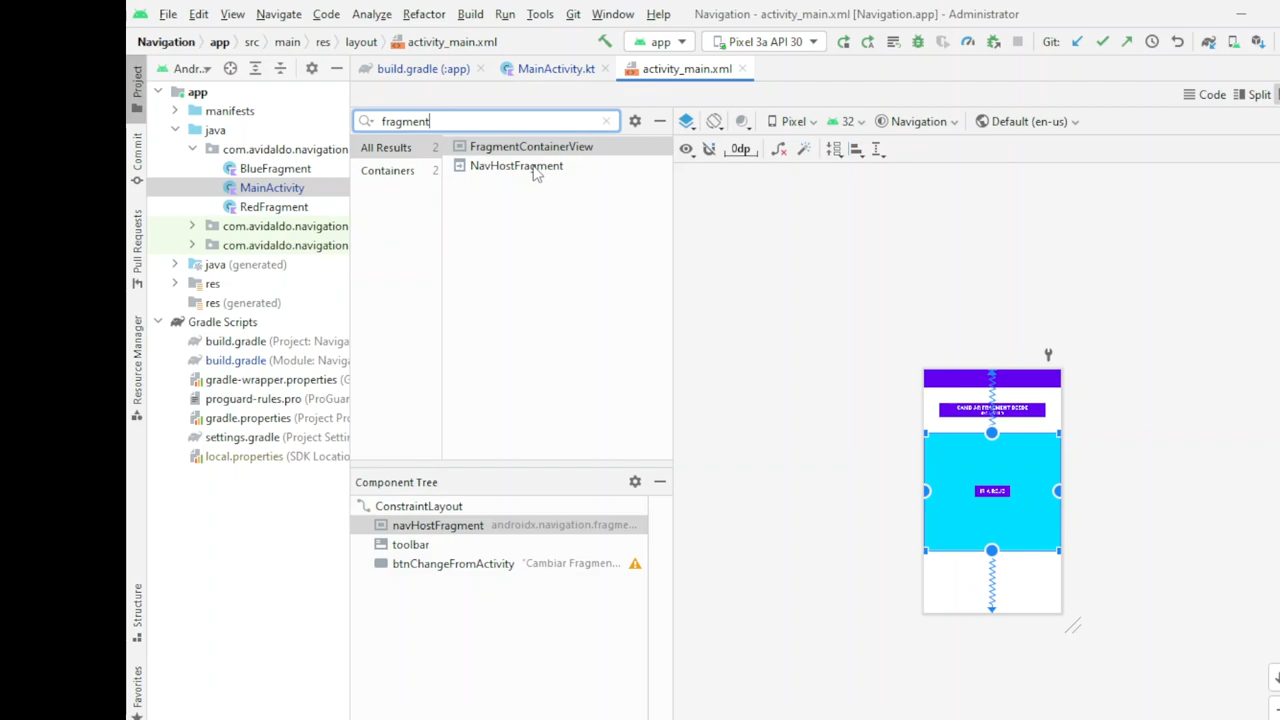 File Edit View Navigate Code Analyze Refactor Build Run Tools Git Window Help Navigation - activity_main.xml [Navigation.app] - Administrator
Navigation app src main res layout activity_main.xml app Pixel 3a API 30 Git:
Andr... build.gradle (:app) MainActivity.kt activity_main.xml
Code Split
Project
Commit
Pull Requests
Resource Manager
Structure
Favorites
app
manifests
java
com.avidaldo.navigation
BlueFragment
MainActivity
RedFragment
com.avidaldo.navigation
com.avidaldo.navigation
java (generated)
res
res (generated)
Gradle Scripts
build.gradle (Project: Naviga
build.gradle (Module: Naviga
gradle-wrapper.properties (G
proguard-rules.pro (ProGuar
gradle.properties (Project Pro
settings.gradle (Project Setti
local.properties (SDK Locatio
fragment
All Results 2
Containers 2
FragmentContainerView
NavHostFragment
Pixel 32 Navigation Default (en-us)
0dp
Component Tree
ConstraintLayout
navHostFragment androidx.navigation.fragme...
toolbar
btnChangeFromActivity "Cambiar Fragmen...